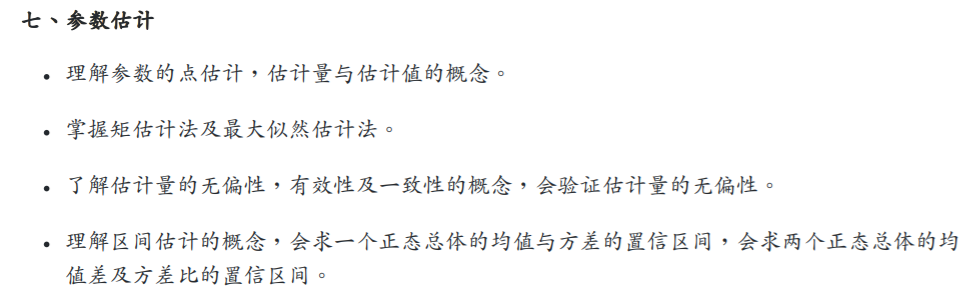 七、参数估计
• 理解参数的点估计，估计量与估计值的概念。
• 掌握矩估计法及最大似然估计法。
• 了解估计量的无偏性，有效性及一致性的概念，会验证估计量的无偏性。
• 理解区间估计的概念，会求一个正态总体的均值与方差的置信区间，会求两个正态总体的均
值差及方差比的置信区间。